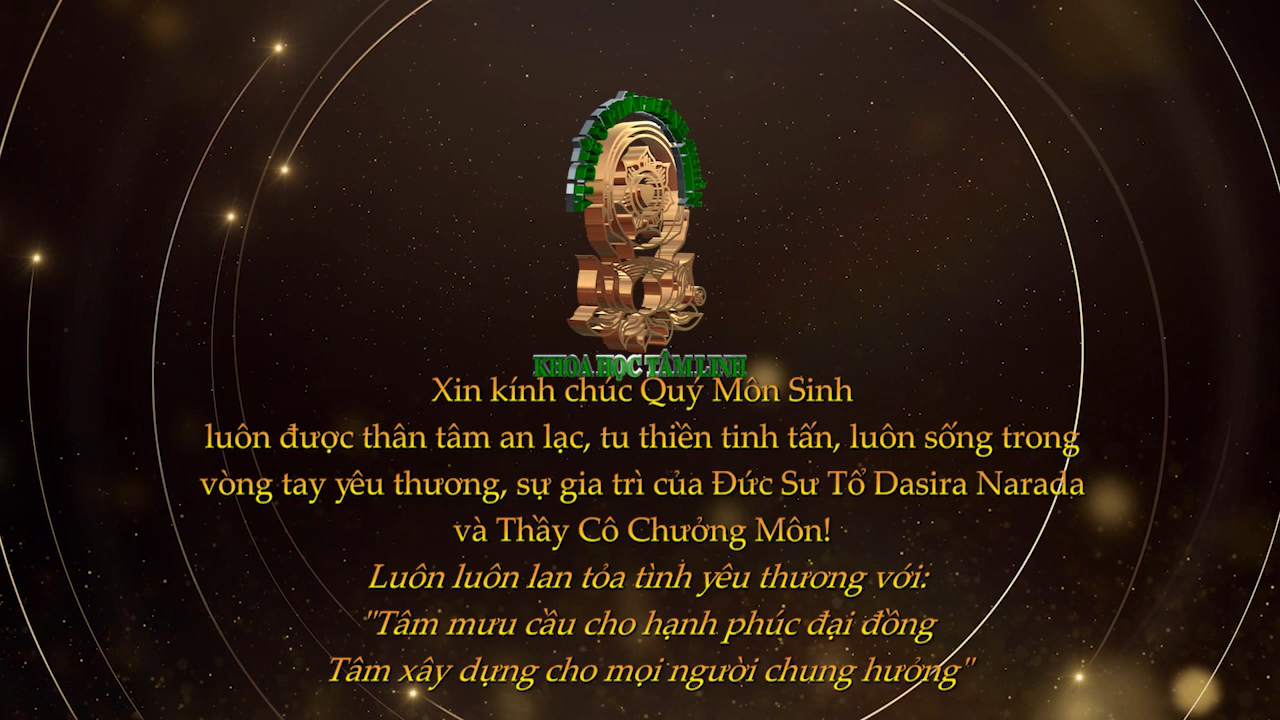 KHOA HỌC TÂM LINH
Xin kính chúc Quý Môn Sinh
luôn được thân tâm an lạc, tu thiền tinh tấn, luôn sống trong
vòng tay yêu thương, sự gia trì của Đức Sư Tổ Dasira Narada
và Thầy Cô Chưởng Môn!
Luôn luôn lan tỏa tình yêu thương với:
"Tâm mưu cầu cho hạnh phúc đại đồng
Tâm xây dựng cho mọi người chung hưởng"